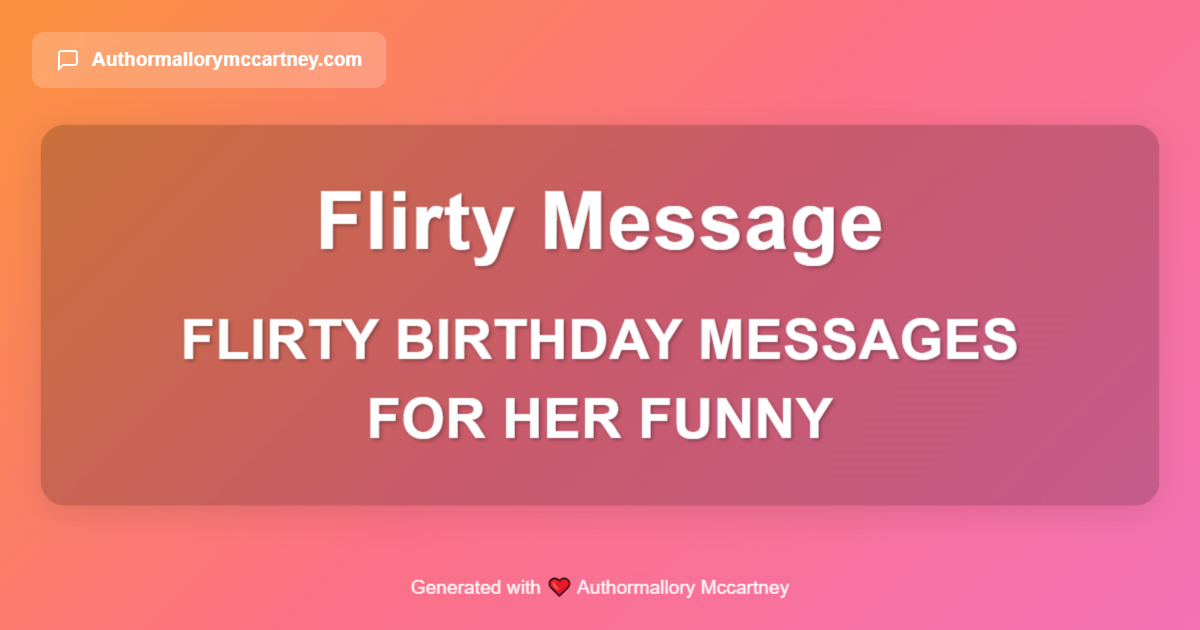 Authormallorymccartney.com
Flirty Message
FLIRTY BIRTHDAY MESSAGES
FOR HER FUNNY
Generated with ❤️ Authormallory Mccartney